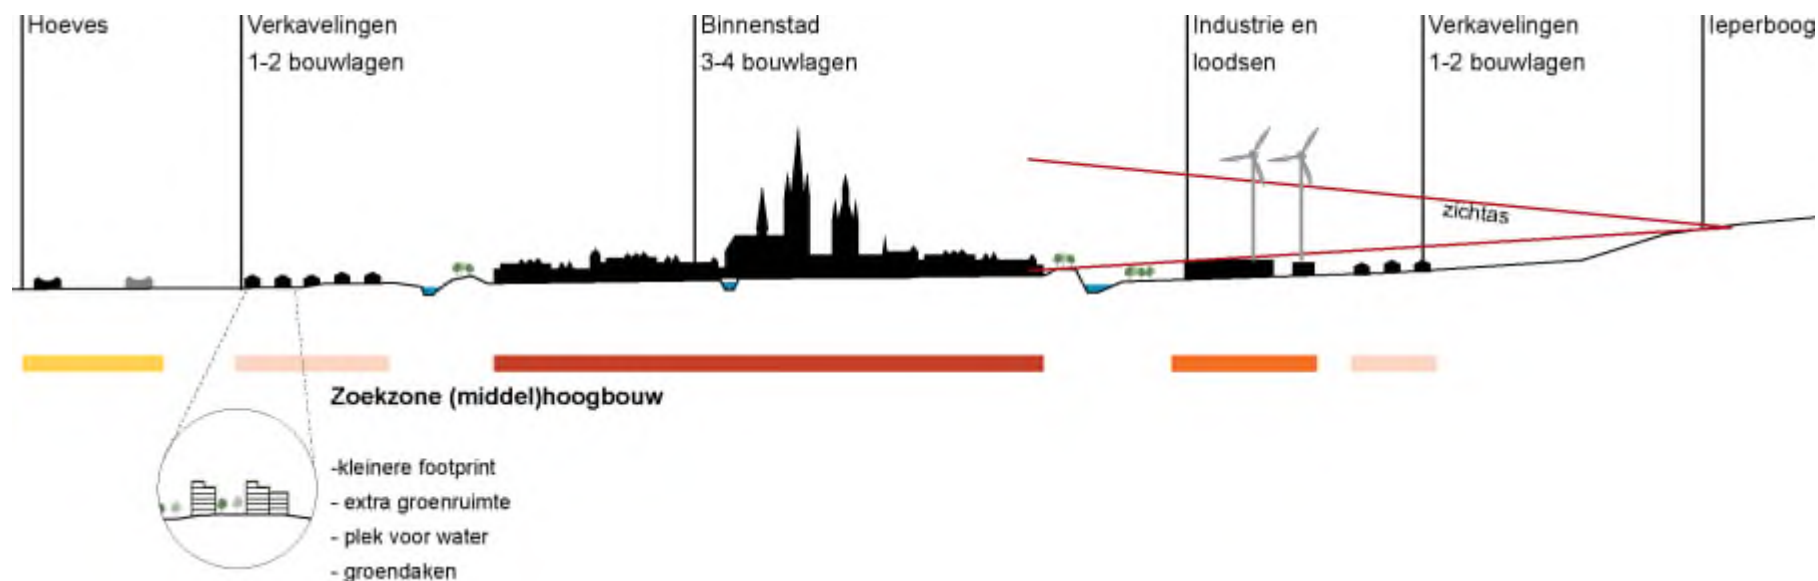 Hoeves
Verkavelingen
1-2 bouwlagen
Binnenstad
3-4 bouwlagen
Industrie en
loodsen
Verkavelingen
1-2 bouwlagen
Ieperboog
zichtas
Zoekzone (middel)hoogbouw
-kleinere footprint
- extra groenruimte
- plek voor water
- groendaken